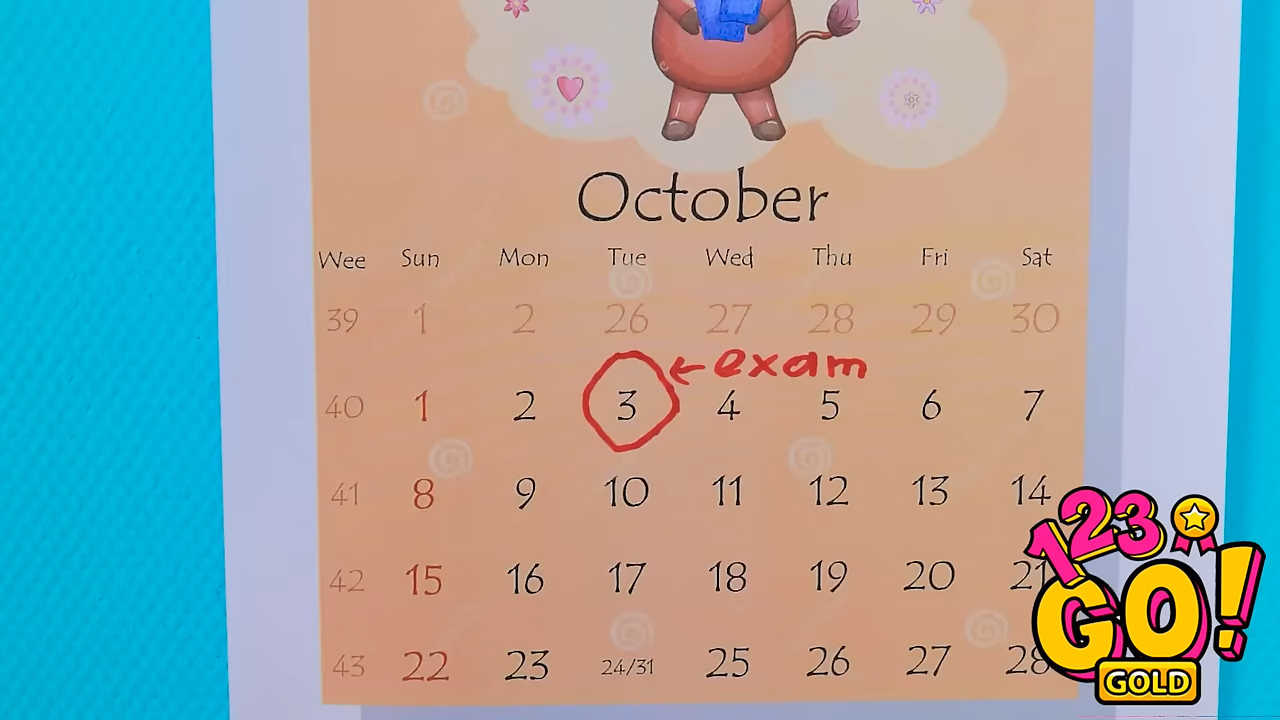 October
Wee Sun Mon Tue Wed Thu Fri Sat
39 1 2 26 27 28 29 30
← exam
40 1 2 3 4 5 6 7
41 8 9 10 11 12 13 14
42 15 16 17 18 19 20 21
43 22 23 24/31 25 26 27 28
123
GO!
GOLD